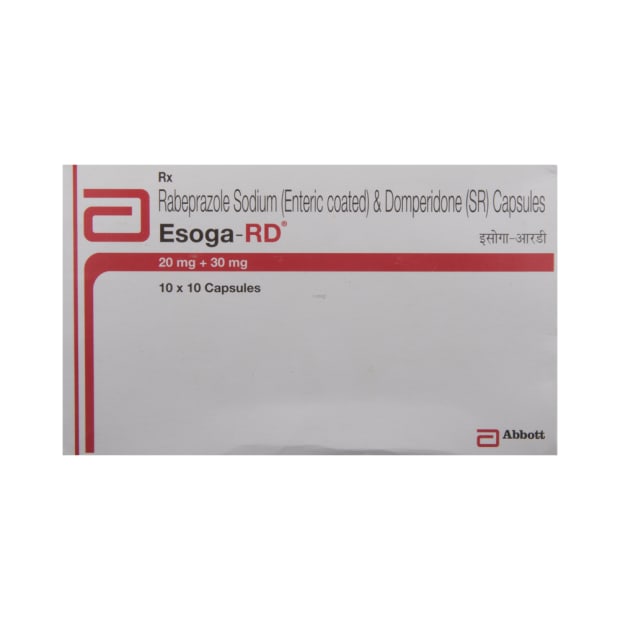 Rx
Rabeprazole Sodium (Enteric coated) & Domperidone (SR) Capsules
Esoga-RD®
इसोगा-आरडी
20 mg + 30 mg
10 x 10 Capsules
Abbott